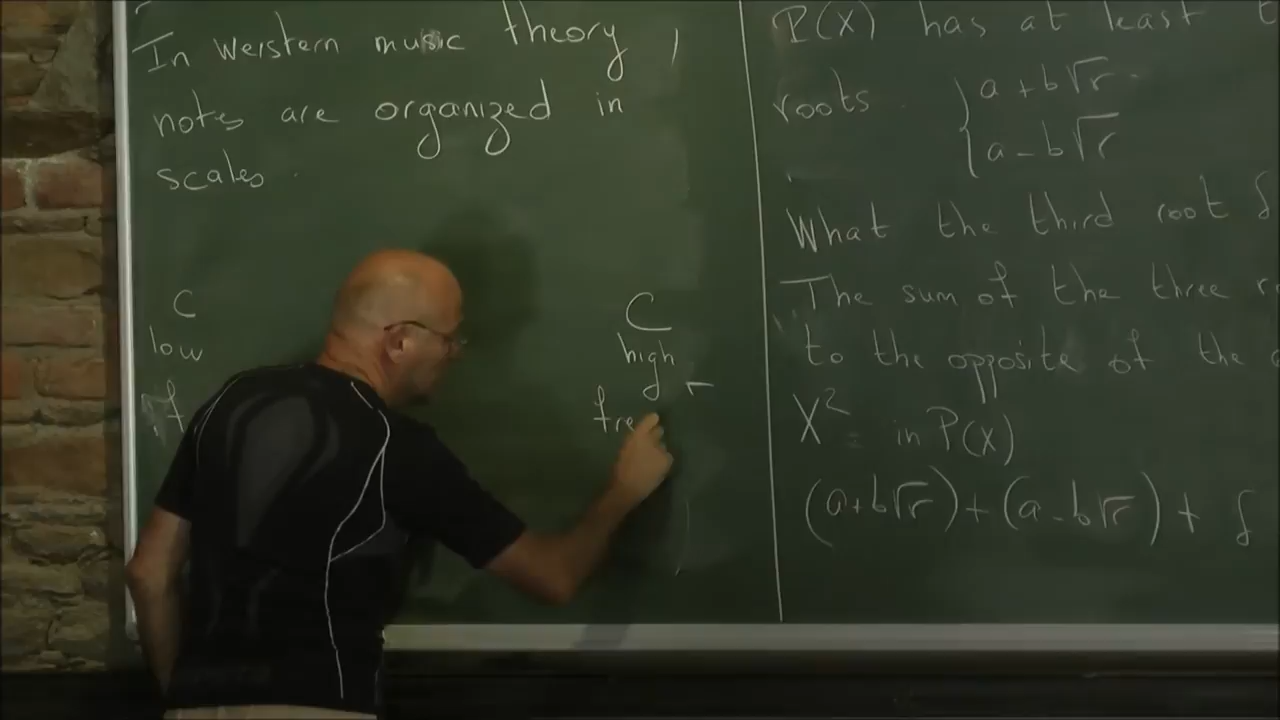 In weistern music theory,
notes are organized in
scales.
C
low
f
C
high
fre
P(X) has at least t
roots. { a+b√r
a-b√r
What the third root
The sum of the three r
to the opposite of the
X² in P(X)
(a+b√r)+(a-b√r)+